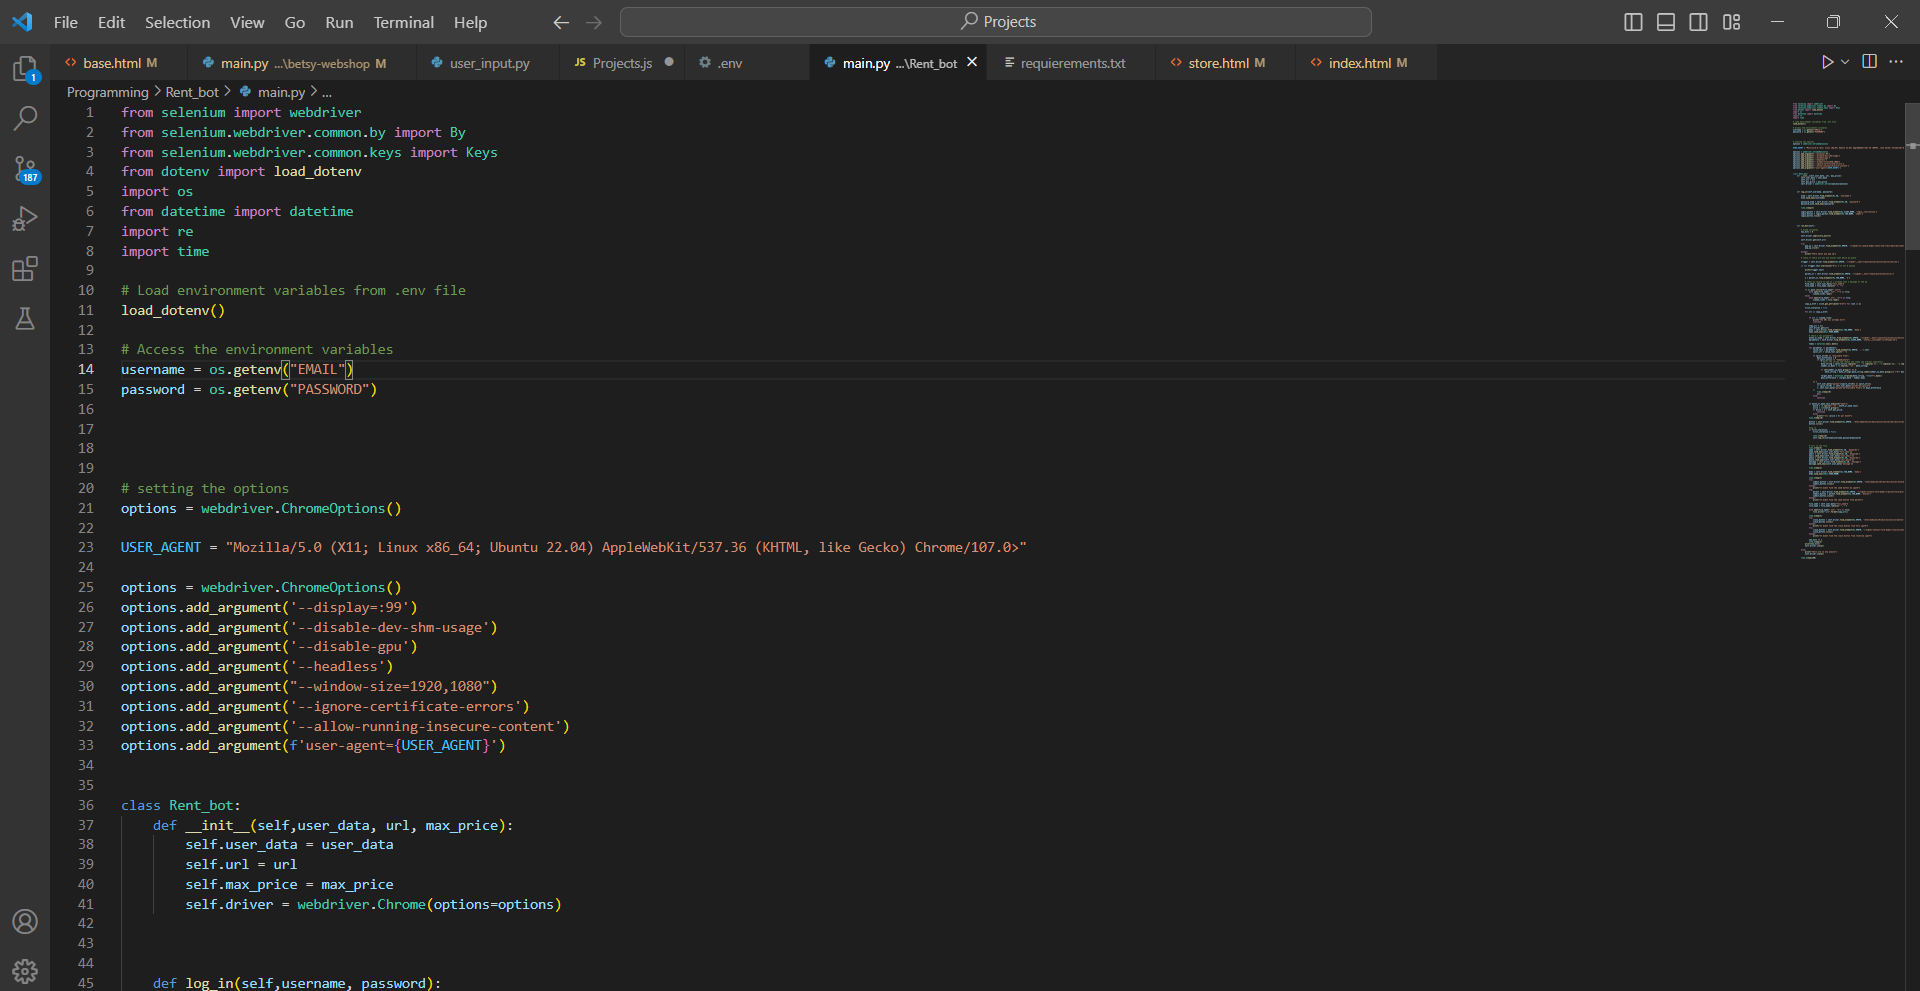 File Edit Selection View Go Run Terminal Help
Projects
base.html M
main.py ...\betsy-webshop M
user_input.py
JS Projects.js
.env
main.py ...\Rent_bot
requierements.txt
store.html M
index.html M
Programming > Rent_bot > main.py > ...
1
187
1 from selenium import webdriver
2 from selenium.webdriver.common.by import By
3 from selenium.webdriver.common.keys import Keys
4 from dotenv import load_dotenv
5 import os
6 from datetime import datetime
7 import re
8 import time
9
10 # Load environment variables from .env file
11 load_dotenv()
12
13 # Access the environment variables
14 username = os.getenv("EMAIL")
15 password = os.getenv("PASSWORD")
16
17
18
19
20 # setting the options
21 options = webdriver.ChromeOptions()
22
23 USER_AGENT = "Mozilla/5.0 (X11; Linux x86_64; Ubuntu 22.04) AppleWebKit/537.36 (KHTML, like Gecko) Chrome/107.0>"
24
25 options = webdriver.ChromeOptions()
26 options.add_argument('--display=:99')
27 options.add_argument('--disable-dev-shm-usage')
28 options.add_argument('--disable-gpu')
29 options.add_argument('--headless')
30 options.add_argument("--window-size=1920,1080")
31 options.add_argument('--ignore-certificate-errors')
32 options.add_argument('--allow-running-insecure-content')
33 options.add_argument(f'user-agent={USER_AGENT}')
34
35
36 class Rent_bot:
37 def __init__(self,user_data, url, max_price):
38 self.user_data = user_data
39 self.url = url
40 self.max_price = max_price
41 self.driver = webdriver.Chrome(options=options)
42
43
44
45 def log_in(self,username, password):